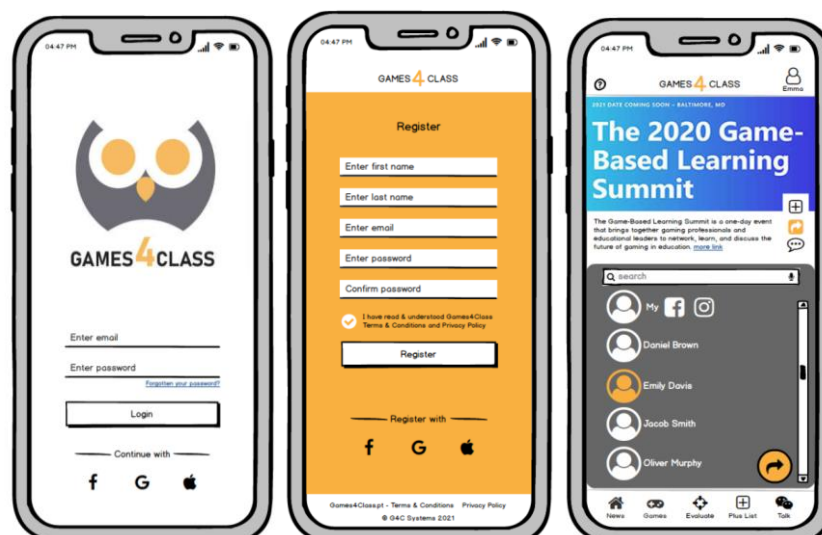 04:47 PM
GAMES4CLASS
Enter email
Enter password
Forgotten your password?
Login
Continue with
04:47 PM
GAMES 4 CLASS
Register
Enter first name
Enter last name
Enter email
Enter password
Confirm password
I have read & understood Games4Class
Terms & Conditions and Privacy Policy
Register
Register with
Games4Class.pt - Terms & Conditions Privacy Policy
© G4C Systems 2021
04:47 PM
GAMES 4 CLASS
Emma
2021 DATE COMING SOON - BALTIMORE, MD
The 2020 Game-
Based Learning
Summit
The Game-Based Learning Summit is a one-day event
that brings together gaming professionals and
educational leaders to network, learn, and discuss the
future of gaming in education. more link
search
My
Daniel Brown
Emily Davis
Jacob Smith
Oliver Murphy
News Games Evaluate Plus List Talk